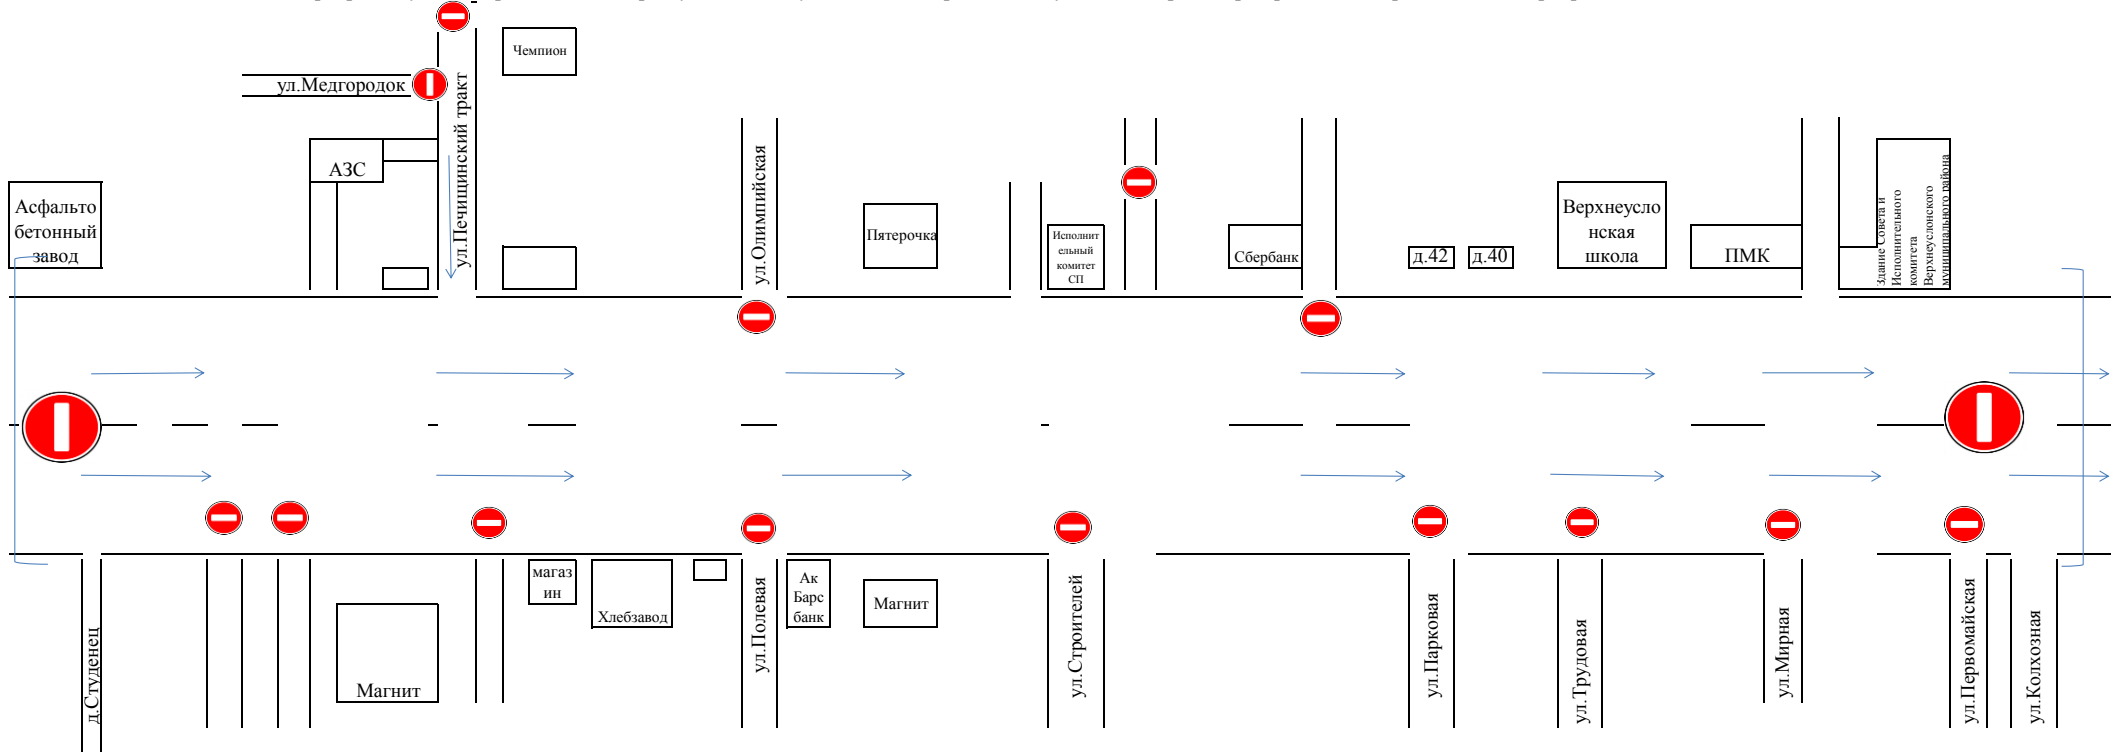 Чемпион
ул.Медгородок
ул.Печищинский тракт
АЗС
Асфальто
бетонный
завод
ул.Олимпийская
Пятерочка
Исполнит
ельный
комитет
СП
Сбербанк
д.42
д.40
Верхнеусло
нская
школа
ПМК
Здание Совета и
Исполнительного
комитета
Верхнеуслонского
муниципального района
д.Студенец
Магнит
магаз
ин
Хлебзавод
ул.Полевая
Ак
Барс
банк
Магнит
ул.Строителей
ул.Парковая
ул.Трудовая
ул.Мирная
ул.Первомайская
ул.Колхозная